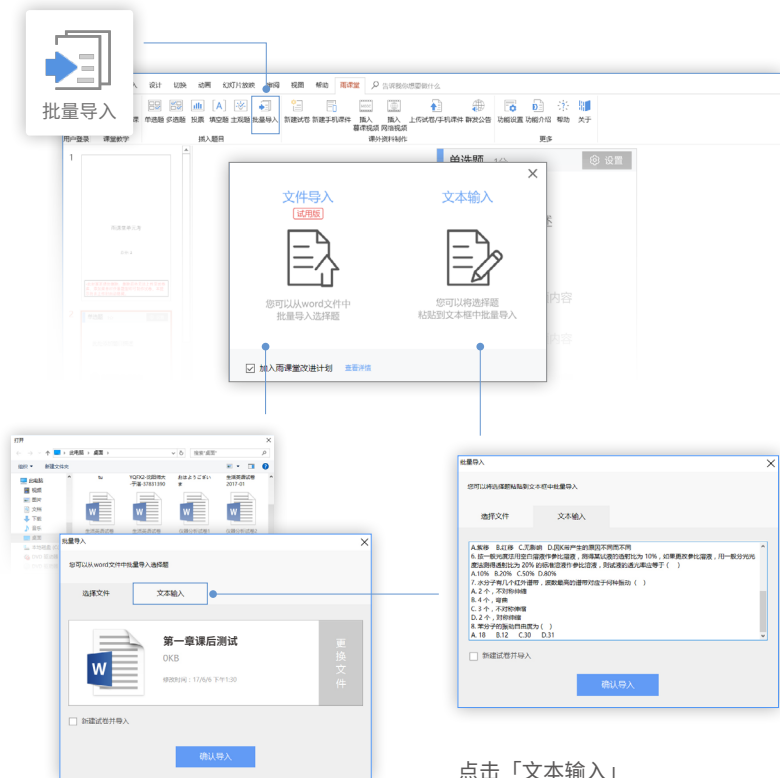 批量导入
设计 切换 动画 幻灯片放映 审阅 视图 帮助 雨课堂 告诉我你想要做什么
单选题 多选题 投票 填空题 主观题 批量导入 新建试卷 新建手机课件 插入慕课视频 插入网络视频 上传试卷/手机课件 群发公告 功能设置 功能介绍 帮助 关于
用户登录 课堂教学 插入题目 课外资料制作 更多
1
单选题 1分 设置
文件导入 文本输入
试用版
您可以从word文件中 您可以将选择题
批量导入选择题 粘贴到文本框中批量导入
内容
内容
加入雨课堂改进计划 查看详情
打开
此电脑 › 桌面 › 搜索"桌面"
组织 新建文件夹
此电脑
视频
图片
文档
下载
音乐
桌面
2017-01
批量导入
您可以从word文件中批量导入选择题
选择文件 文本输入
第一章课后测试
0KB
修改时间：17/6/6 下午1:30
更换文件
新建试卷并导入
确认导入
批量导入
您可以将选择题粘贴到文本框中批量导入
选择文件 文本输入
A.紫移 B.红移 C.无影响
6. 按一般光度法用空白溶液作参比溶液，测得某试液的透射比为 10%，如果更改参比溶液，用一般分光光
度法测得透射比为 20% 的标准溶液作参比溶液，则试液的透光率应等于（ ）
A.10% B.20% C.50% D.80%
7. 水分子有几个红外谱带，波数最高的谱带对应于何种振动（ ）
A. 2 个，不对称伸缩
B. 4 个，弯曲
C. 3 个，不对称伸缩
D. 2 个，对称伸缩
8. 苯分子的振动自由度为（ ）
A. 18 B.12 C.30 D.31
新建试卷并导入
确认导入
点击「文本输入」